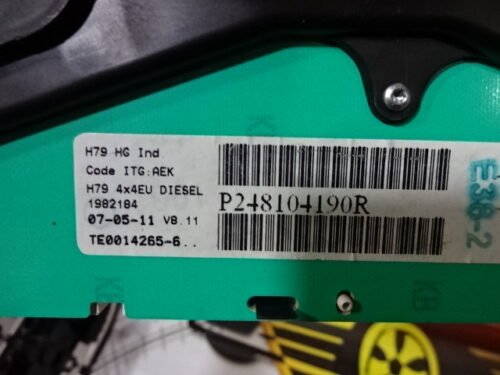 H79 HG Ind
Code ITG:AEK
H79 4x4EU DIESEL
1982184
07-05-11 V8.11
TE0014265-6..
P248104190R
E38-2